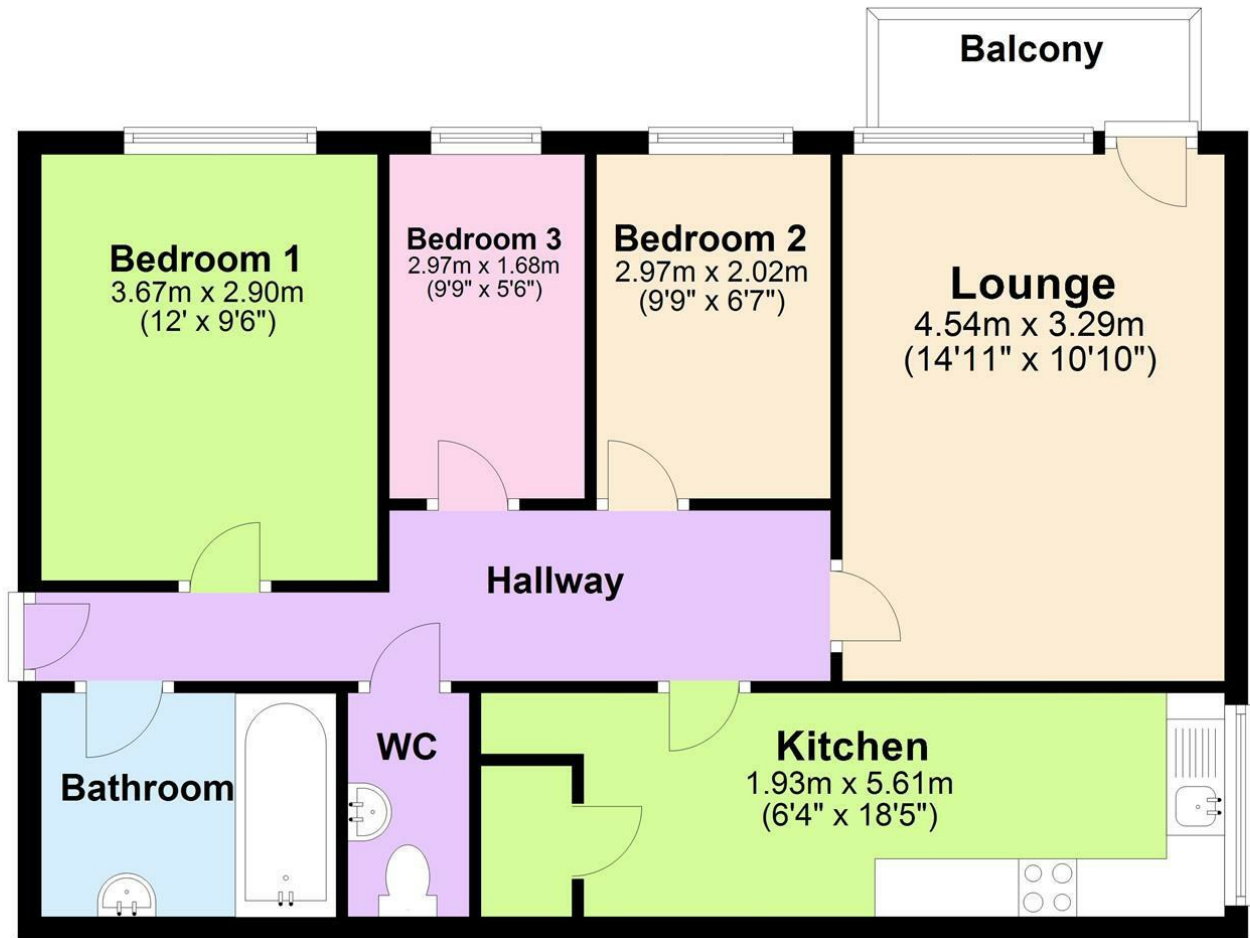 Balcony
Bedroom 1
3.67m x 2.90m
(12' x 9'6")
Bedroom 3
2.97m x 1.68m
(9'9" x 5'6")
Bedroom 2
2.97m x 2.02m
(9'9" x 6'7")
Lounge
4.54m x 3.29m
(14'11" x 10'10")
Hallway
Bathroom
WC
Kitchen
1.93m x 5.61m
(6'4" x 18'5")